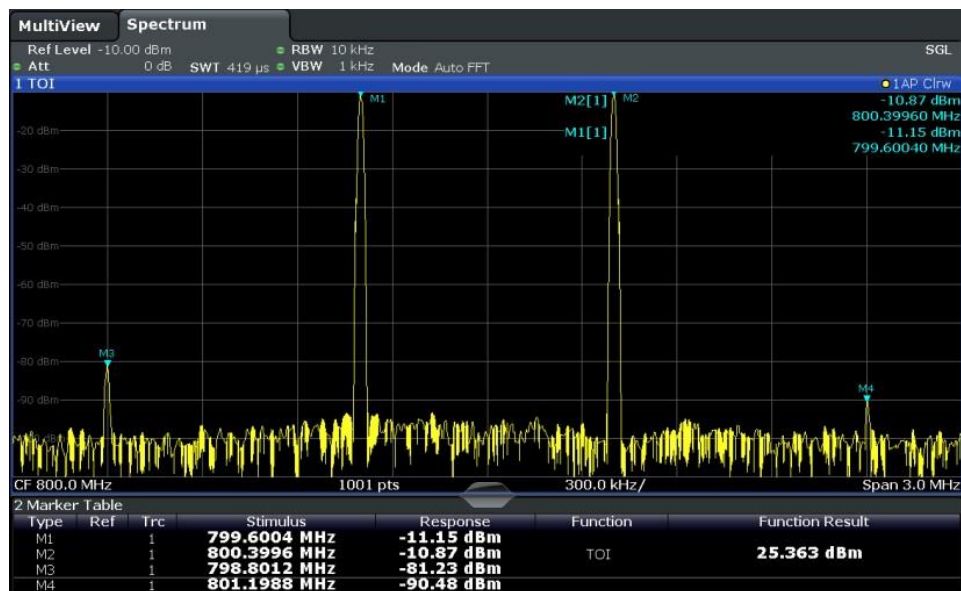 MultiView Spectrum
Ref Level -10.00 dBm RBW 10 kHz SGL
Att 0 dB SWT 419 µs VBW 1 kHz Mode Auto FFT
1 TOI 1AP Clrw
M1 M2[1] M2 -10.87 dBm
800.39960 MHz
-20 dBm M1[1] -11.15 dBm
799.60040 MHz
-30 dBm
-40 dBm
-50 dBm
-60 dBm
-70 dBm
M3
-80 dBm
M4
-90 dBm
CF 800.0 MHz 1001 pts 300.0 kHz/ Span 3.0 MHz
2 Marker Table
Type Ref Trc Stimulus Response Function Function Result
M1 1 799.6004 MHz -11.15 dBm
M2 1 800.3996 MHz -10.87 dBm TOI 25.363 dBm
M3 1 798.8012 MHz -81.23 dBm
M4 1 801.1988 MHz -90.48 dBm